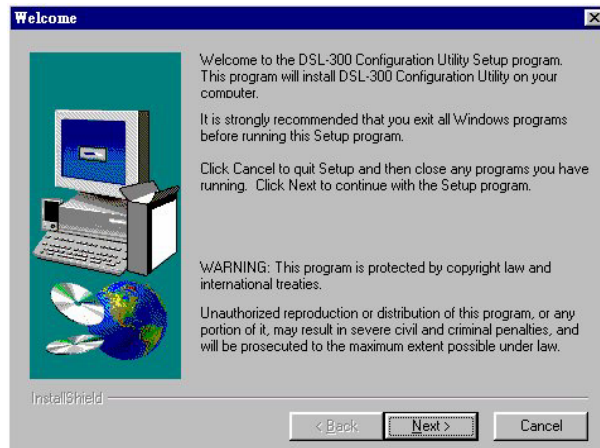 Welcome
Welcome to the DSL-300 Configuration Utility Setup program.
This program will install DSL-300 Configuration Utility on your
computer.
It is strongly recommended that you exit all Windows programs
before running this Setup program.
Click Cancel to quit Setup and then close any programs you have
running. Click Next to continue with the Setup program.
WARNING: This program is protected by copyright law and
international treaties.
Unauthorized reproduction or distribution of this program, or any
portion of it, may result in severe civil and criminal penalties, and
will be prosecuted to the maximum extent possible under law.
InstallShield
< Back
Next >
Cancel